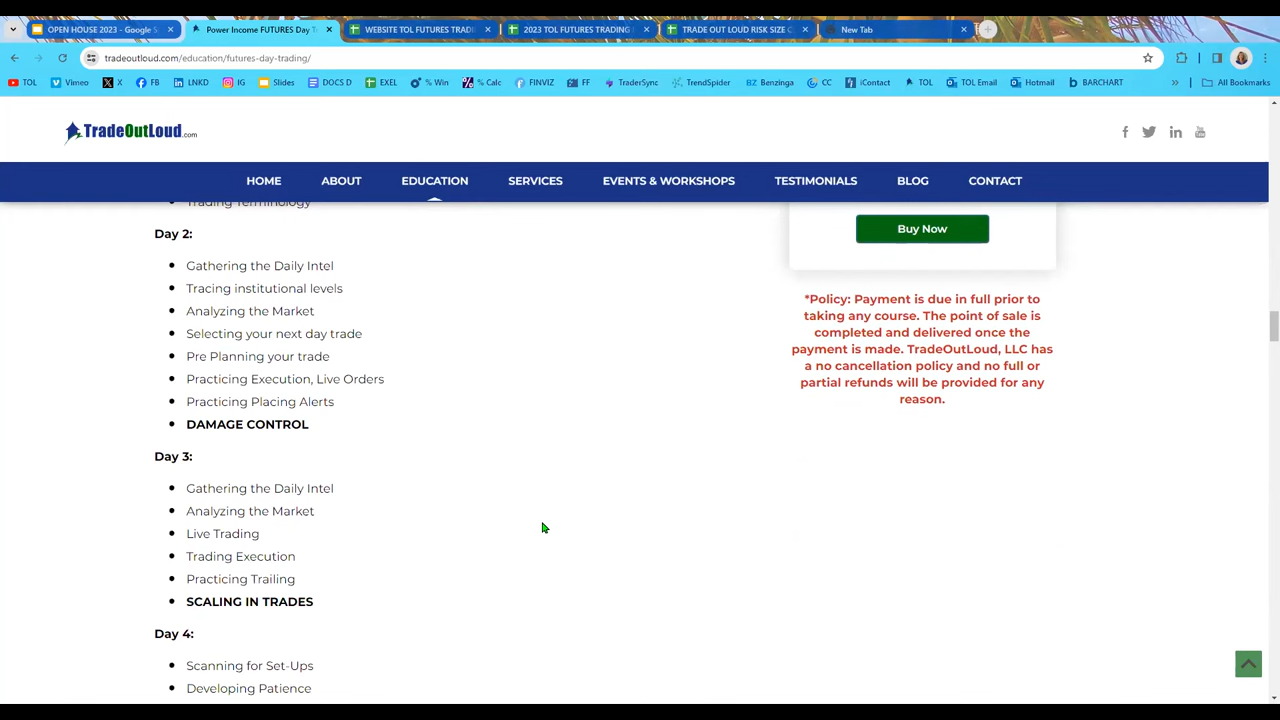 OPEN HOUSE 2023 - Google S
Power Income FUTURES Day T
WEBSITE TOL FUTURES TRADI
2023 TOL FUTURES TRADING
TRADE OUT LOUD RISK SIZE C
New Tab
tradeoutloud.com/education/futures-day-trading/
TOL
Vimeo
X
FB
LNKD
IG
Slides
DOCS D
EXEL
% Win
% Calc
FINVIZ
FF
TraderSync
TrendSpider
BZ Benzinga
CC
iContact
TOL
TOL Email
Hotmail
BARCHART
All Bookmarks
TradeOutLoud.com
HOME
ABOUT
EDUCATION
SERVICES
EVENTS & WORKSHOPS
TESTIMONIALS
BLOG
CONTACT
Trading Terminology
Day 2:
Gathering the Daily Intel
Tracing institutional levels
Analyzing the Market
Selecting your next day trade
Pre Planning your trade
Practicing Execution, Live Orders
Practicing Placing Alerts
DAMAGE CONTROL
Day 3:
Gathering the Daily Intel
Analyzing the Market
Live Trading
Trading Execution
Practicing Trailing
SCALING IN TRADES
Day 4:
Scanning for Set-Ups
Developing Patience
Buy Now
*Policy: Payment is due in full prior to
taking any course. The point of sale is
completed and delivered once the
payment is made. TradeOutLoud, LLC has
a no cancellation policy and no full or
partial refunds will be provided for any
reason.